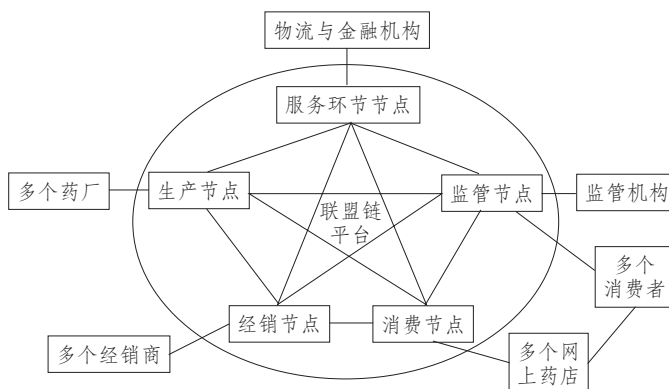 物流与金融机构
服务环节节点
多个药厂
生产节点
监管节点
监管机构
联盟链
平台
多个
消费者
经销节点
消费节点
多个经销商
多个网
上药店